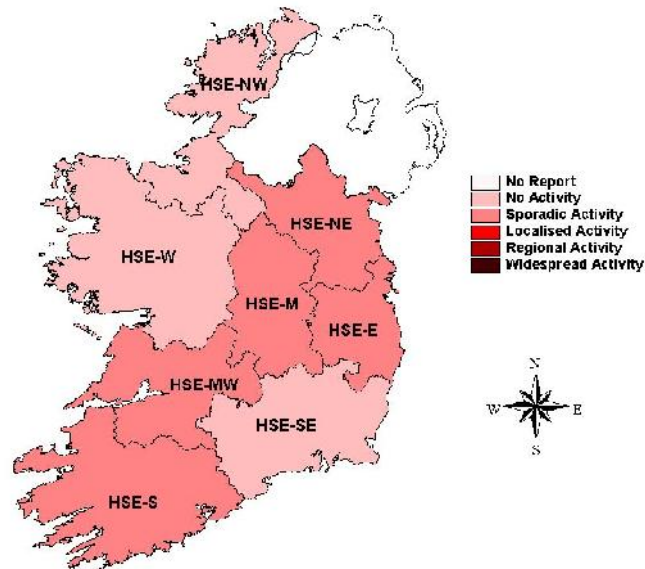 HSE-NW
No Report
No Activity
Sporadic Activity
Localised Activity
Regional Activity
Widespread Activity
HSE-NE
HSE-W
HSE-M
HSE-E
HSE-MW
HSE-SE
HSE-S
N
W E
S